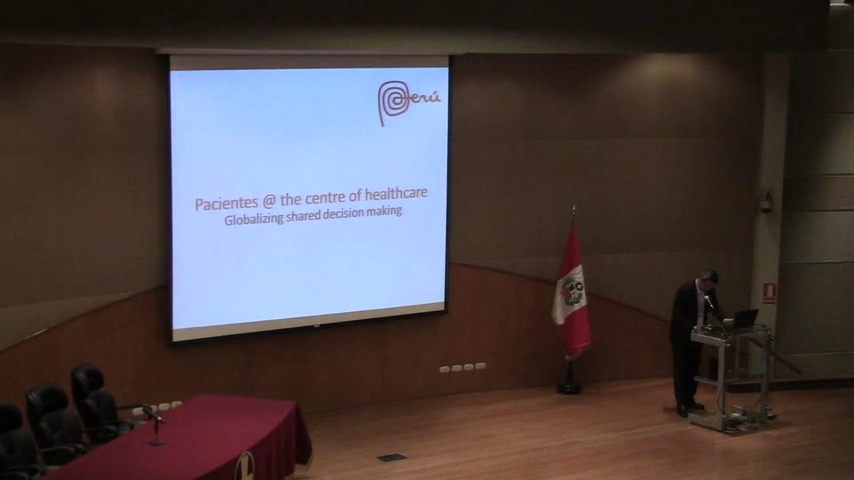 Perú
Pacientes @ the centre of healthcare
Globalizing shared decision making